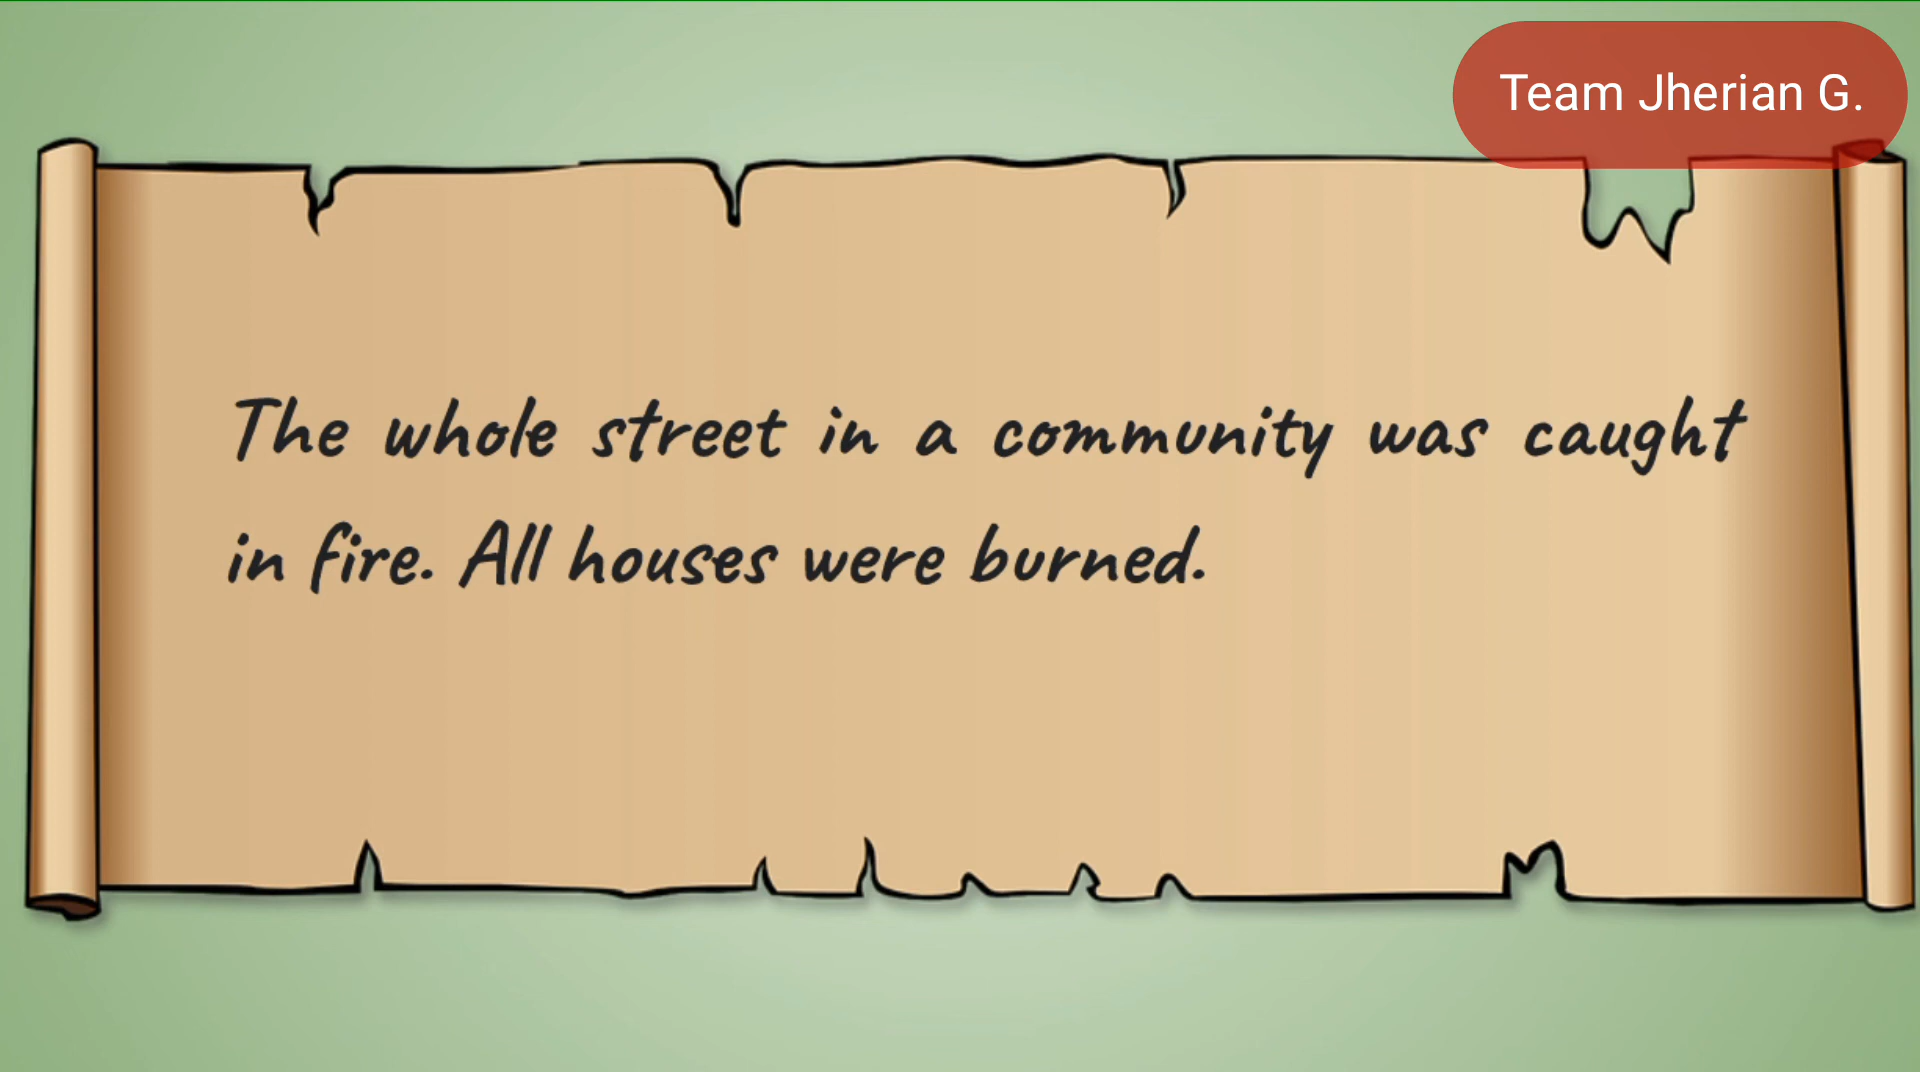 Team Jherian G.
The whole street in a community was caught
in fire. All houses were burned.